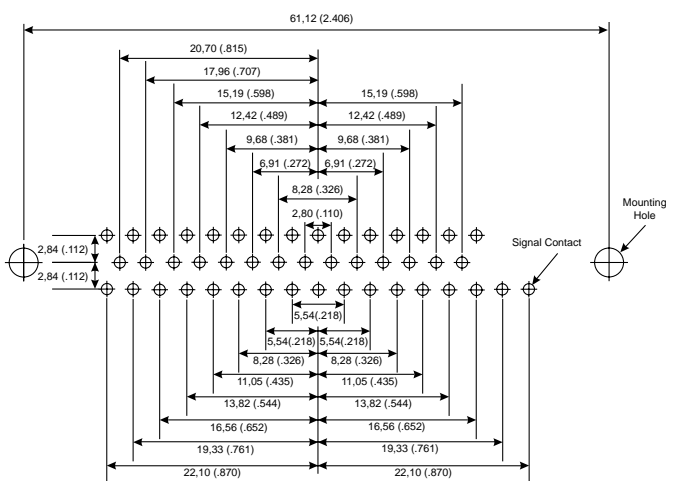 61,12 (2.406)
20,70 (.815)
17,96 (.707)
15,19 (.598) 15,19 (.598)
12,42 (.489) 12,42 (.489)
9,68 (.381) 9,68 (.381)
6,91 (.272) 6,91 (.272)
8,28 (.326)
2,80 (.110)
Mounting
Hole
Signal Contact
2,84 (.112)
2,84 (.112)
5,54(.218)
5,54(.218) 5,54(.218)
8,28 (.326) 8,28 (.326)
11,05 (.435) 11,05 (.435)
13,82 (.544) 13,82 (.544)
16,56 (.652) 16,56 (.652)
19,33 (.761) 19,33 (.761)
22,10 (.870) 22,10 (.870)